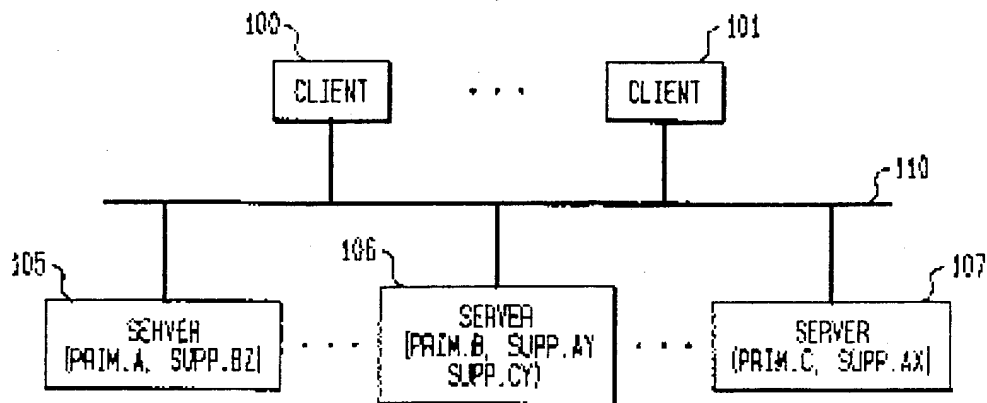 100
101
CLIENT
. . .
CLIENT
110
105
106
107
SERVER
(PRIM.A, SUPP.BZ)
. . .
SERVER
(PRIM.B, SUPP.AY
SUPP.CY)
. . .
SERVER
(PRIM.C, SUPP.AX)